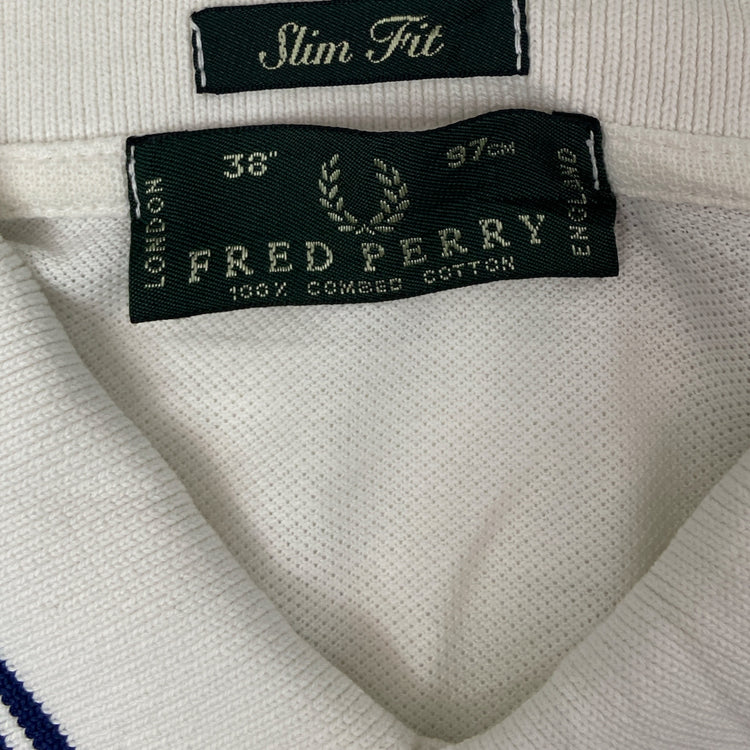 Slim Fit
38" 97CM
LONDON
FRED PERRY
ENGLAND
100% COMBED COTTON